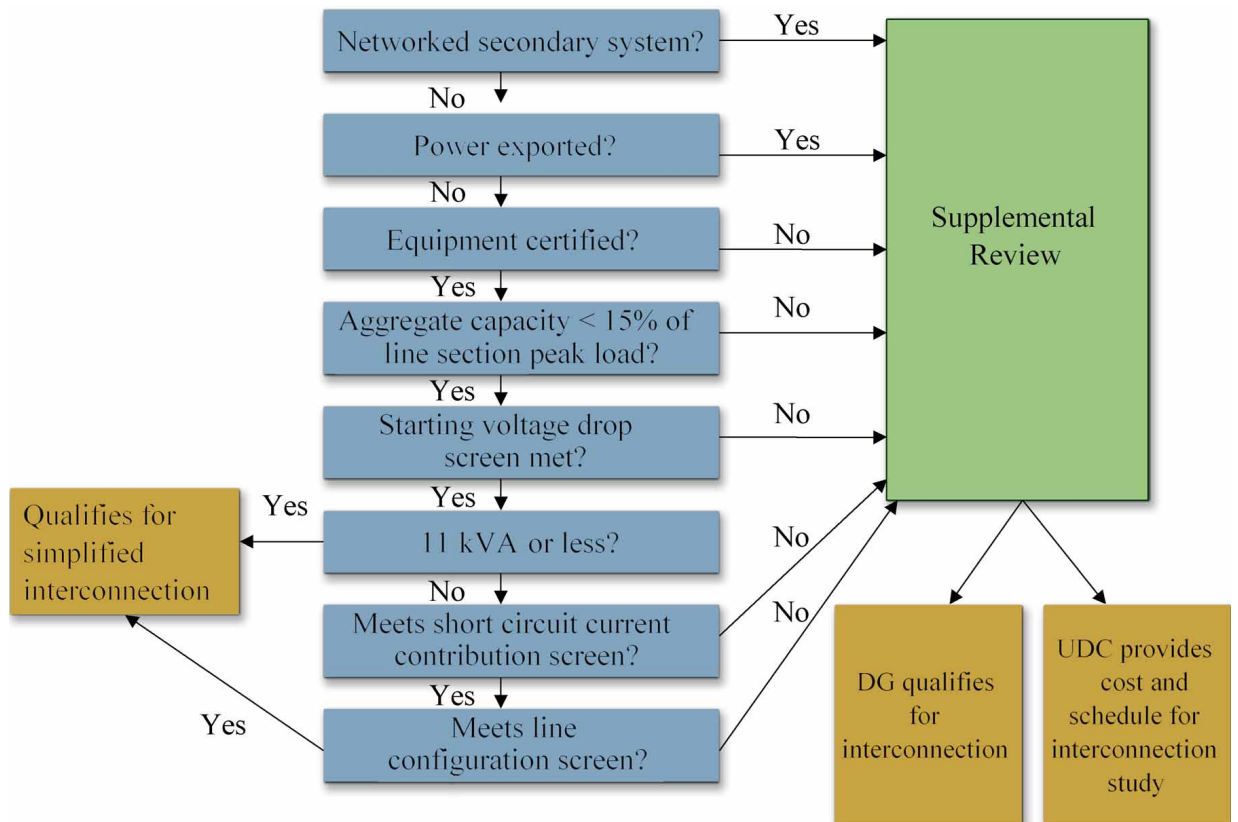 Networked secondary system?
Yes
No
Power exported?
Yes
No
Equipment certified?
No
Yes
Aggregate capacity < 15% of
line section peak load?
No
Yes
Starting voltage drop
screen met?
No
Yes
11 kVA or less?
Yes
No
Meets short circuit current
contribution screen?
No
Yes
Meets line
configuration screen?
No
Yes
Qualifies for
simplified
interconnection
Supplemental
Review
DG qualifies
for
interconnection
UDC provides
cost and
schedule for
interconnection
study